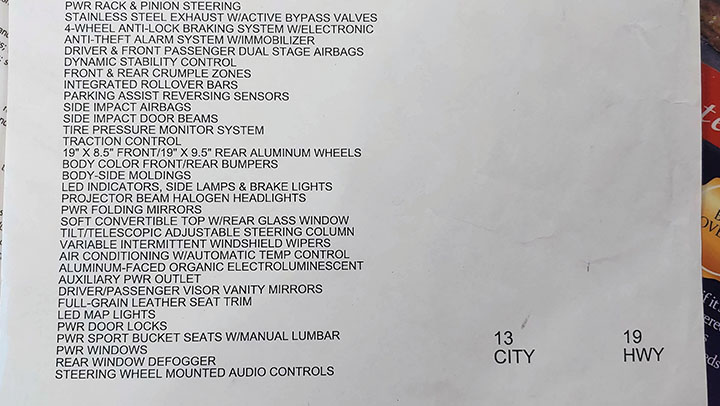 PWR RACK & PINION STEERING
STAINLESS STEEL EXHAUST W/ACTIVE BYPASS VALVES
4-WHEEL ANTI-LOCK BRAKING SYSTEM W/ELECTRONIC
ANTI-THEFT ALARM SYSTEM W/IMMOBILIZER
DRIVER & FRONT PASSENGER DUAL STAGE AIRBAGS
DYNAMIC STABILITY CONTROL
FRONT & REAR CRUMPLE ZONES
INTEGRATED ROLLOVER BARS
PARKING ASSIST REVERSING SENSORS
SIDE IMPACT AIRBAGS
SIDE IMPACT DOOR BEAMS
TIRE PRESSURE MONITOR SYSTEM
TRACTION CONTROL
19" X 8.5" FRONT/19" X 9.5" REAR ALUMINUM WHEELS
BODY COLOR FRONT/REAR BUMPERS
BODY-SIDE MOLDINGS
LED INDICATORS, SIDE LAMPS & BRAKE LIGHTS
PROJECTOR BEAM HALOGEN HEADLIGHTS
PWR FOLDING MIRRORS
SOFT CONVERTIBLE TOP W/REAR GLASS WINDOW
TILT/TELESCOPIC ADJUSTABLE STEERING COLUMN
VARIABLE INTERMITTENT WINDSHIELD WIPERS
AIR CONDITIONING W/AUTOMATIC TEMP CONTROL
ALUMINUM-FACED ORGANIC ELECTROLUMINESCENT
AUXILIARY PWR OUTLET
DRIVER/PASSENGER VISOR VANITY MIRRORS
FULL-GRAIN LEATHER SEAT TRIM
LED MAP LIGHTS
PWR DOOR LOCKS
PWR SPORT BUCKET SEATS W/MANUAL LUMBAR
PWR WINDOWS
REAR WINDOW DEFOGGER
STEERING WHEEL MOUNTED AUDIO CONTROLS
13 19
CITY HWY